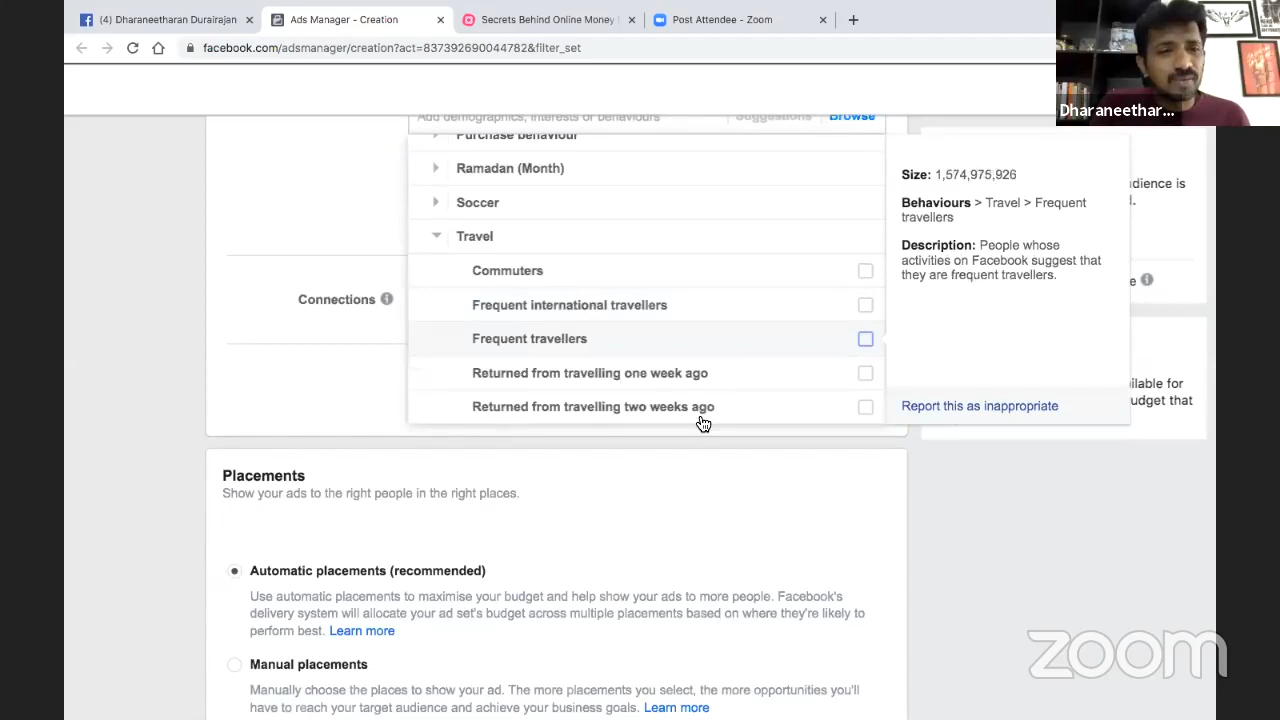 (4) Dharaneetharan Durairajan
Ads Manager - Creation
Secrets Behind Online Money
Post Attendee - Zoom
facebook.com/adsmanager/creation?act=837392690044782&filter_set
Dharaneethar...
Add demographics, interests or behaviours
Suggestions
Browse
Purchase behaviour
Ramadan (Month)
Soccer
Travel
Commuters
Frequent international travellers
Frequent travellers
Returned from travelling one week ago
Returned from travelling two weeks ago
Size: 1,574,975,926
Behaviours > Travel > Frequent
travellers
Description: People whose
activities on Facebook suggest that
they are frequent travellers.
Report this as inappropriate
Connections
Placements
Show your ads to the right people in the right places.
Automatic placements (recommended)
Use automatic placements to maximise your budget and help show your ads to more people. Facebook's
delivery system will allocate your ad set's budget across multiple placements based on where they're likely to
perform best. Learn more
Manual placements
Manually choose the places to show your ad. The more placements you select, the more opportunities you'll
have to reach your target audience and achieve your business goals. Learn more
zoom